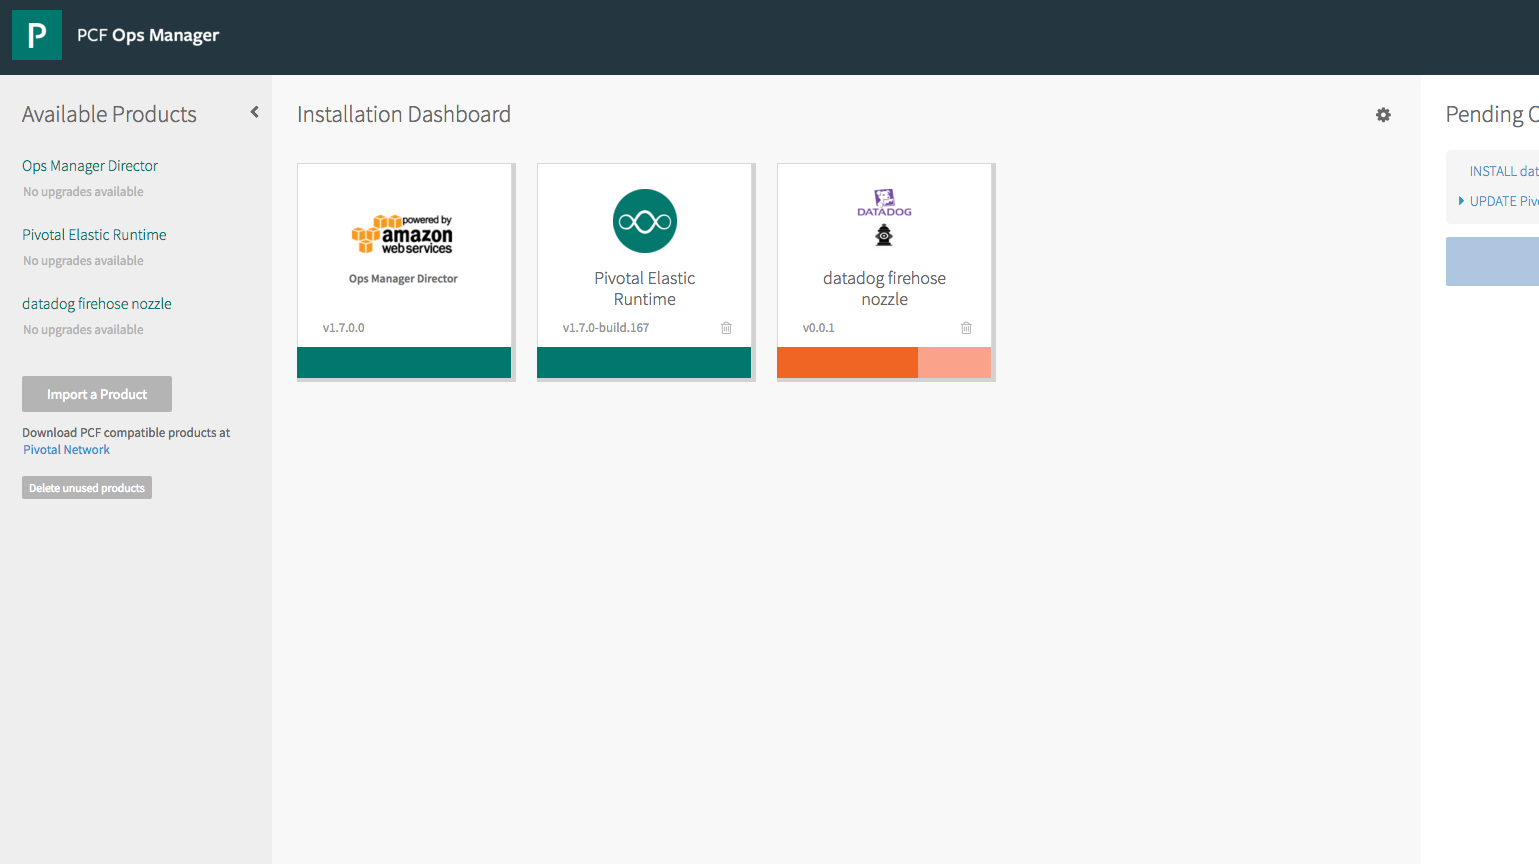 P
PCF Ops Manager
Available Products
Ops Manager Director
No upgrades available
Pivotal Elastic Runtime
No upgrades available
datadog firehose nozzle
No upgrades available
Import a Product
Download PCF compatible products at
Pivotal Network
Delete unused products
Installation Dashboard
powered by
amazon
web services
Ops Manager Director
v1.7.0.0
Pivotal Elastic
Runtime
v1.7.0-build.167
DATADOG
datadog firehose
nozzle
v0.0.1
Pending
INSTALL dat
UPDATE Piv